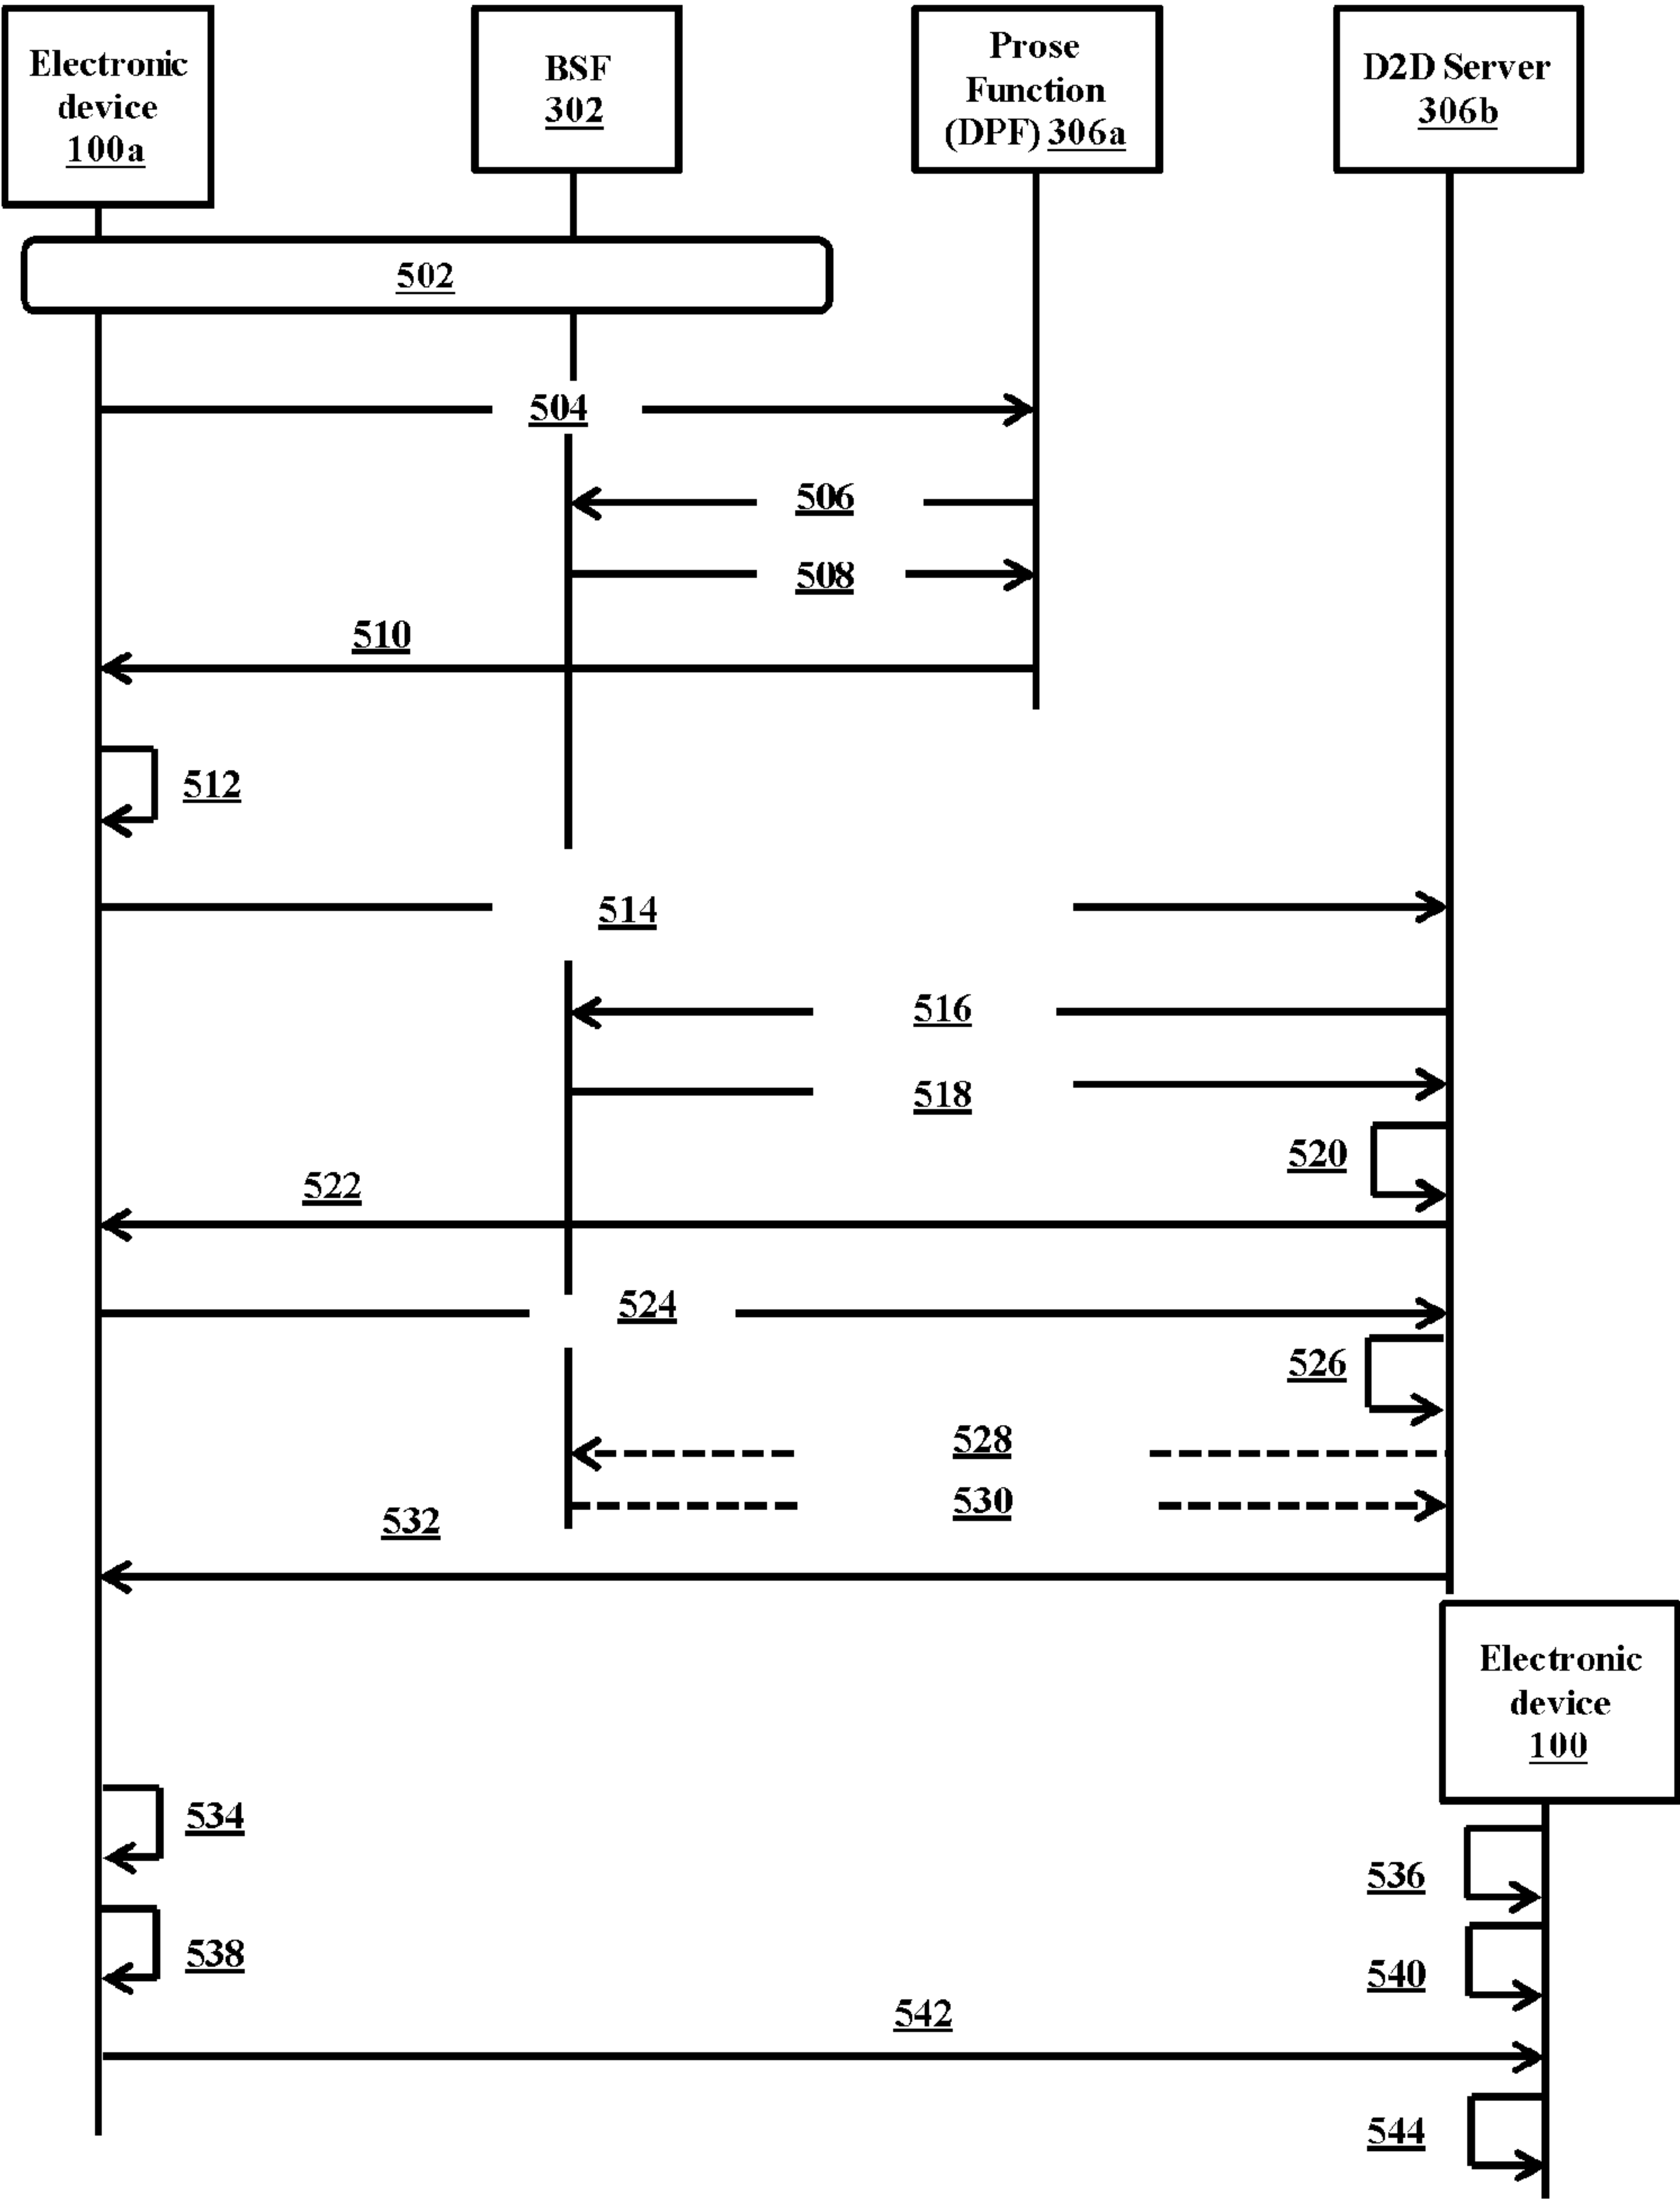 Electronic
device
100a
BSF
302
Prose
Function
(DPF) 306a
D2D Server
306b
502
504
506
508
510
512
514
516
518
520
522
524
526
528
530
532
Electronic
device
100
534
536
538
540
542
544